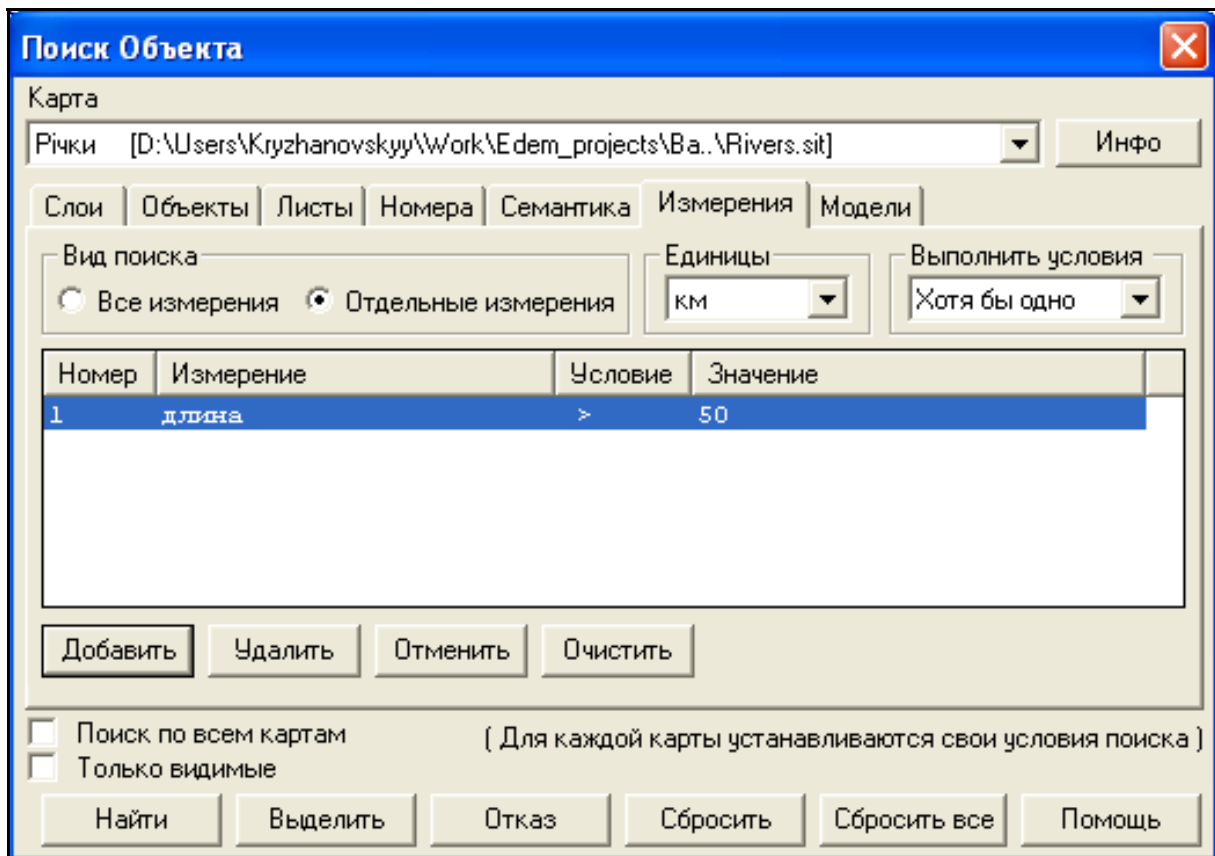 Поиск Объекта
Карта
Річки [D:\Users\Kryzhanovskyy\Work\Edem_projects\Ba..\Rivers.sit] Инфо
Слои Объекты Листы Номера Семантика Измерения Модели
Вид поиска Единицы Выполнить условия
Все измерения Отдельные измерения км Хотя бы одно
Номер Измерение Условие Значение
1 длина > 50
Добавить Удалить Отменить Очистить
Поиск по всем картам ( Для каждой карты устанавливаются свои условия поиска )
Только видимые
Найти Выделить Отказ Сбросить Сбросить все Помощь